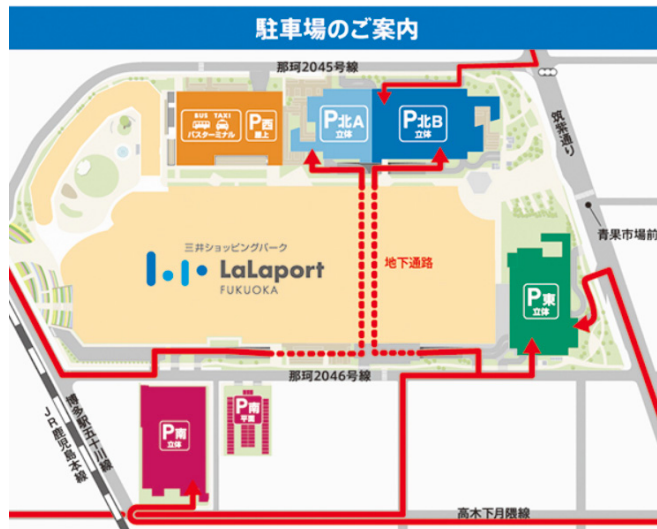 駐車場のご案内
那珂2045号線
BUS TAXI
バスターミナル
P西
屋上
P北A
立体
P北B
立体
筑紫通り
青果市場前
三井ショッピングパーク
LaLaport
FUKUOKA
地下通路
P東
立体
那珂2046号線
P南
立体
P南
平面
博多駅五十川線
JR鹿児島本線
高木下月隈線